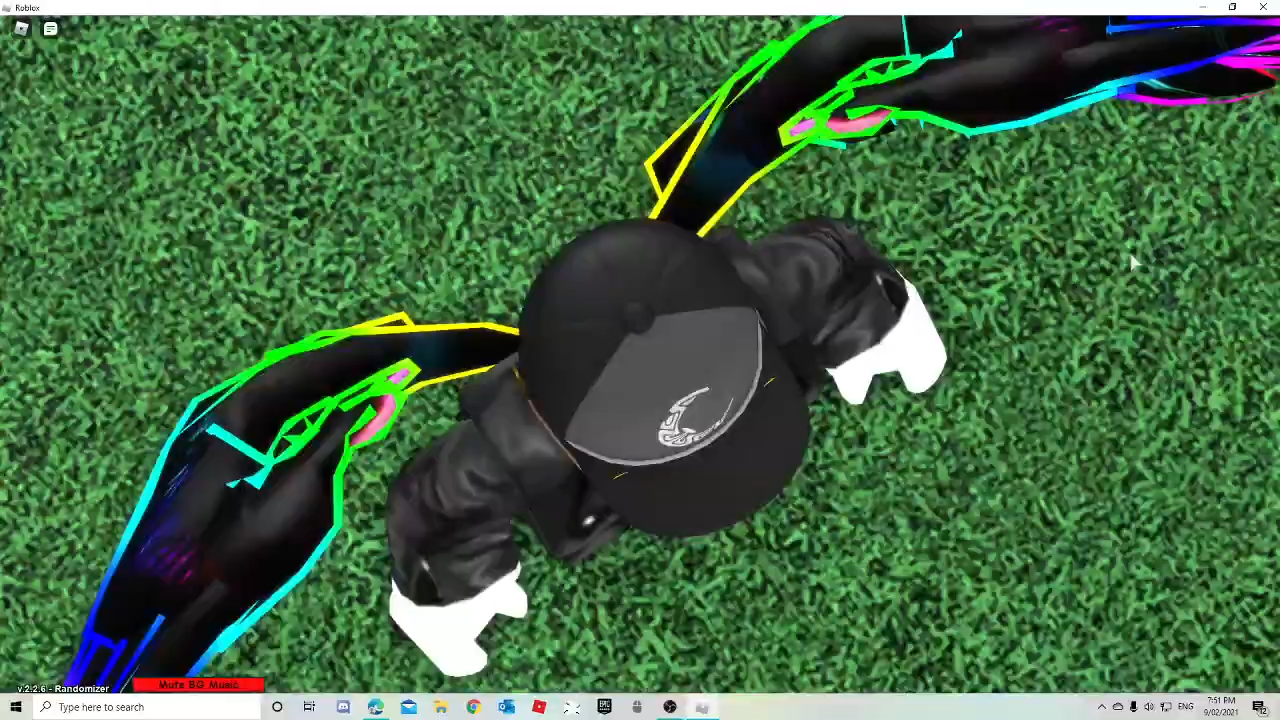 Roblox
v.2.2.6 - Randomizer
Mute BG Music
Type here to search
ENG
7:51 PM
9/02/2021
12